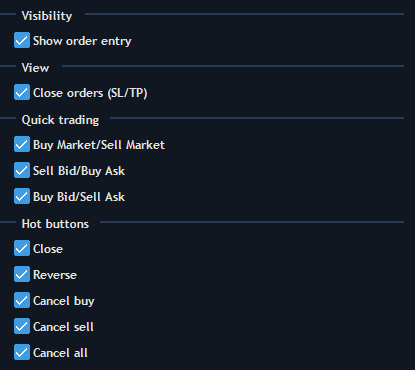 Visibility
Show order entry
View
Close orders (SL/TP)
Quick trading
Buy Market/Sell Market
Sell Bid/Buy Ask
Buy Bid/Sell Ask
Hot buttons
Close
Reverse
Cancel buy
Cancel sell
Cancel all